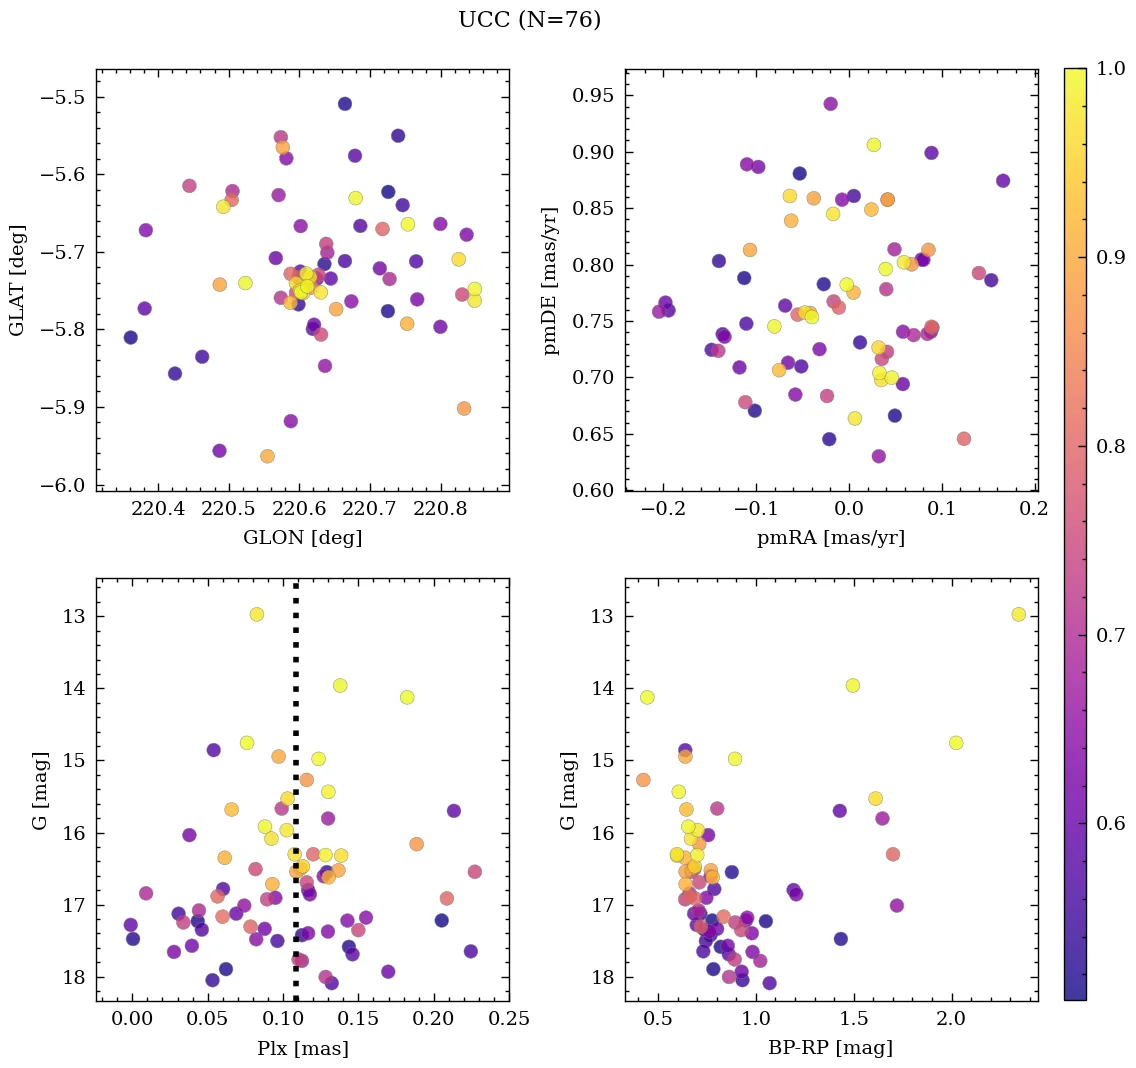 UCC (N=76)
−5.5
−5.6
−5.7
−5.8
−5.9
−6.0
GLAT [deg]
220.4 220.5 220.6 220.7 220.8
GLON [deg]
0.95
0.90
0.85
0.80
0.75
0.70
0.65
0.60
pmDE [mas/yr]
−0.2 −0.1 0.0 0.1 0.2
pmRA [mas/yr]
13
14
15
16
17
18
G [mag]
0.00 0.05 0.10 0.15 0.20 0.25
Plx [mas]
13
14
15
16
17
18
G [mag]
0.5 1.0 1.5 2.0
BP-RP [mag]
1.0
0.9
0.8
0.7
0.6